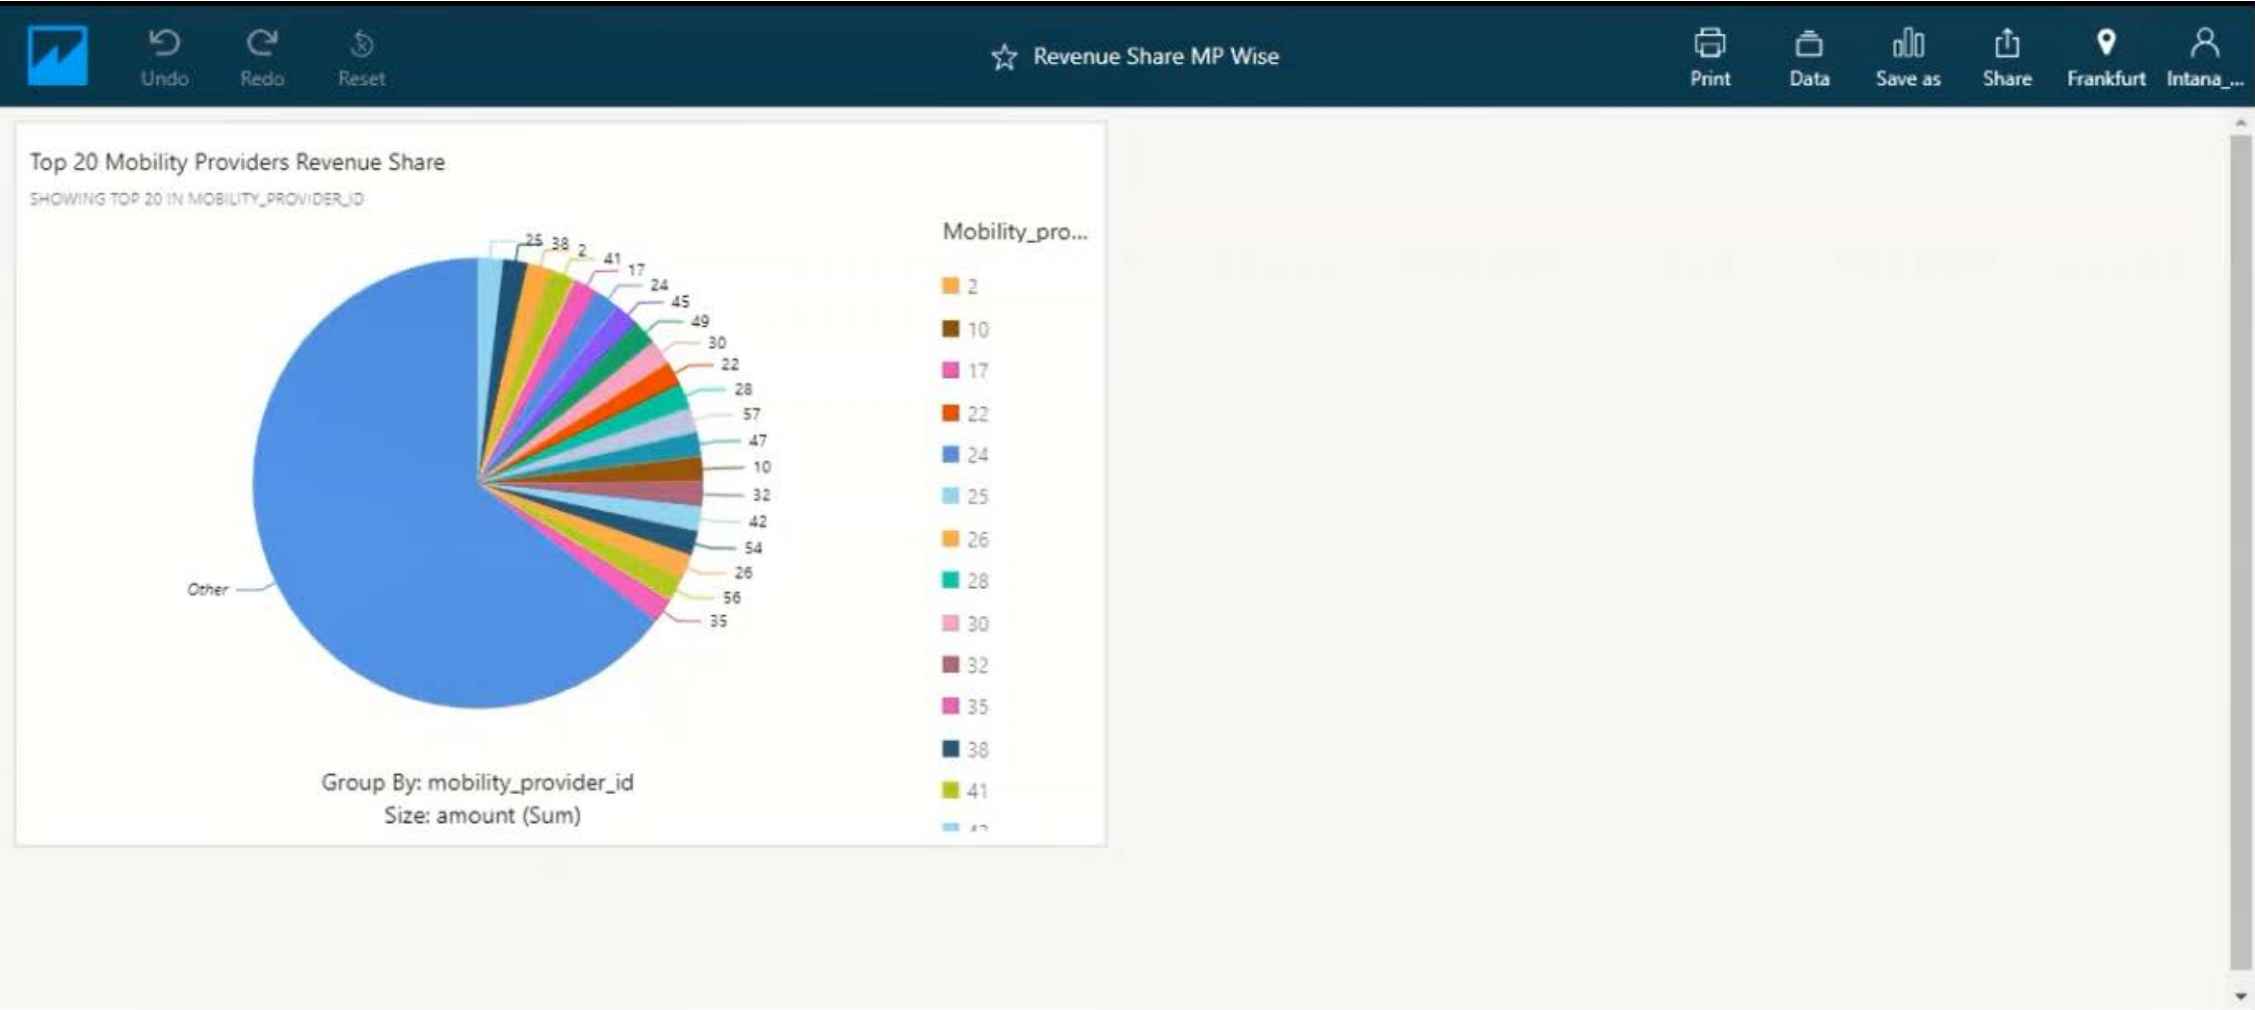 Undo
Redo
Reset
Revenue Share MP Wise
Print
Data
Save as
Share
Frankfurt
Intana_...
Top 20 Mobility Providers Revenue Share
SHOWING TOP 20 IN MOBILITY_PROVIDER_ID
25
38
2
41
17
24
45
49
30
22
28
57
47
10
32
42
54
26
56
35
Other
Group By: mobility_provider_id
Size: amount (Sum)
Mobility_pro...
2
10
17
22
24
25
26
28
30
32
35
38
41
42